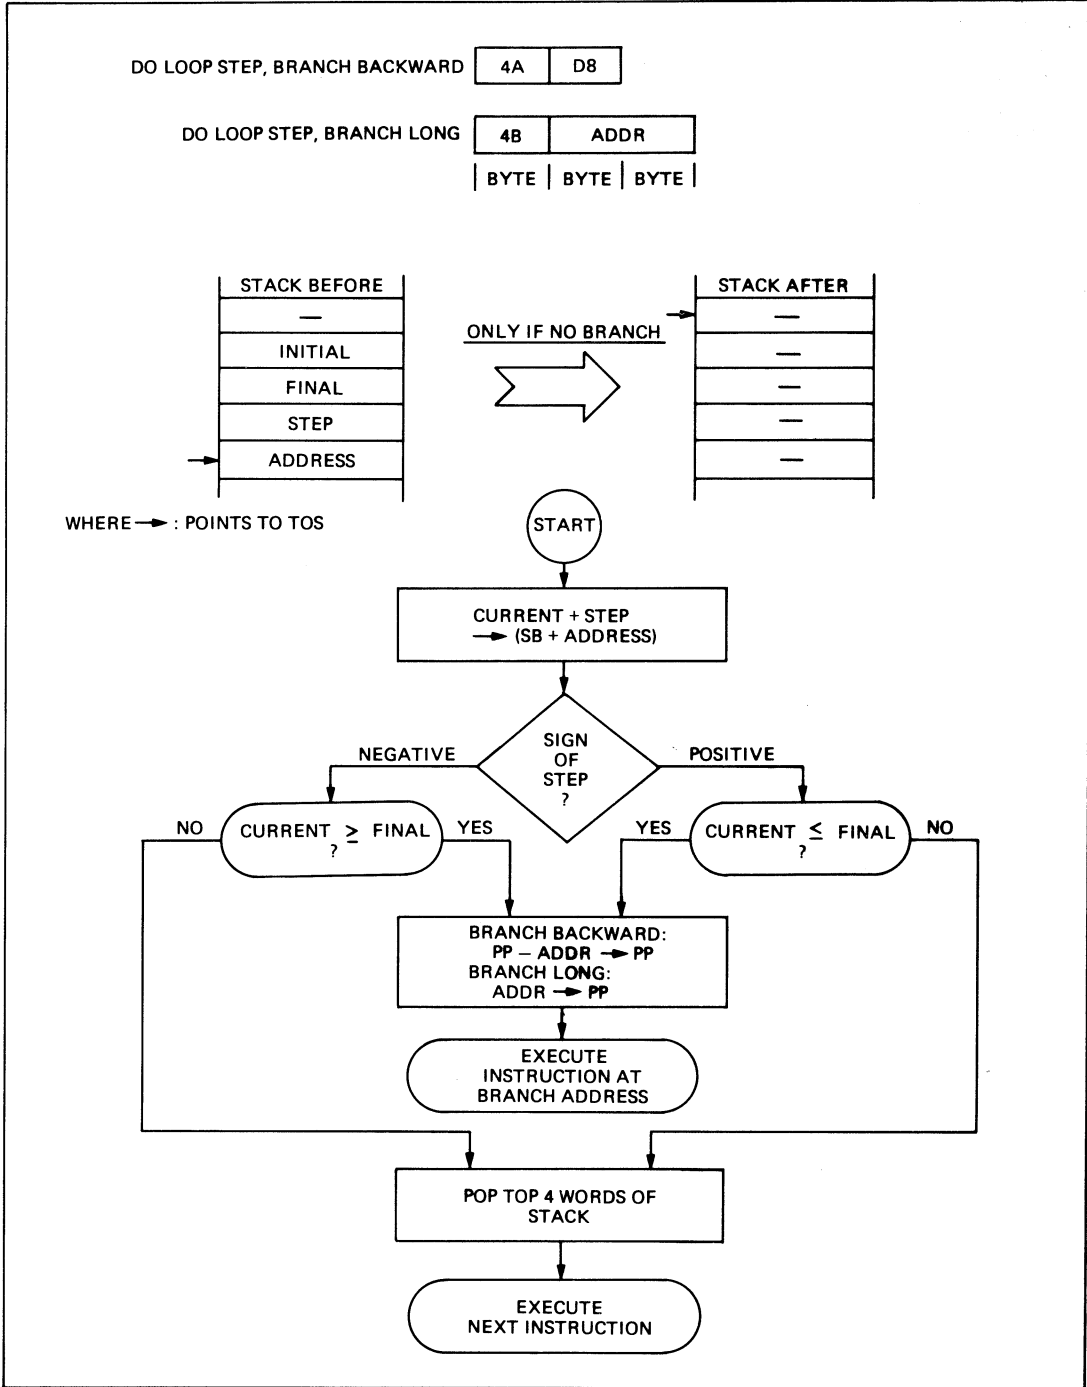 DO LOOP STEP, BRANCH BACKWARD 4A D8
DO LOOP STEP, BRANCH LONG 4B ADDR
BYTE BYTE BYTE
STACK BEFORE
—
INITIAL
FINAL
STEP
ADDRESS
ONLY IF NO BRANCH
STACK AFTER
—
—
—
—
—
WHERE → : POINTS TO TOS
START
CURRENT + STEP
→ (SB + ADDRESS)
SIGN
OF
STEP
?
NEGATIVE
POSITIVE
NO
CURRENT ≥ FINAL
?
YES
YES
CURRENT ≤ FINAL
?
NO
BRANCH BACKWARD:
PP – ADDR → PP
BRANCH LONG:
ADDR → PP
EXECUTE
INSTRUCTION AT
BRANCH ADDRESS
POP TOP 4 WORDS OF
STACK
EXECUTE
NEXT INSTRUCTION